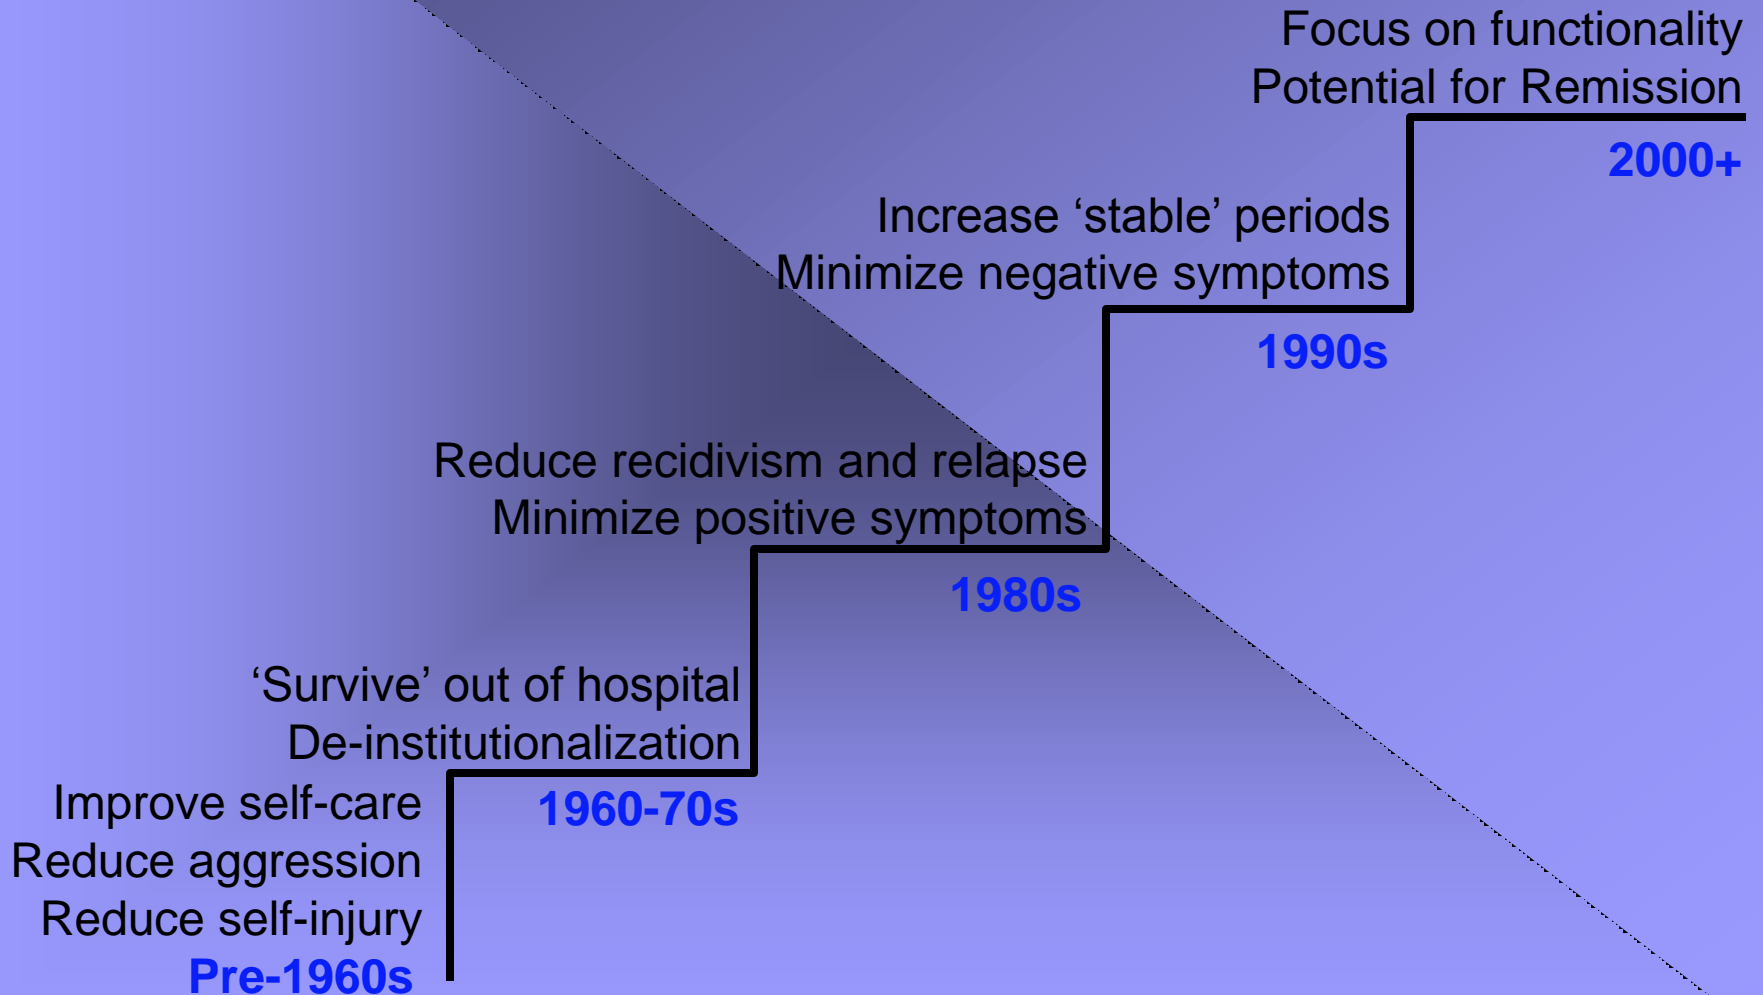 Focus on functionality
Potential for Remission
2000+
Increase ‘stable’ periods
Minimize negative symptoms
1990s
Reduce recidivism and relapse
Minimize positive symptoms
1980s
‘Survive’ out of hospital
De-institutionalization
1960-70s
Improve self-care
Reduce aggression
Reduce self-injury
Pre-1960s